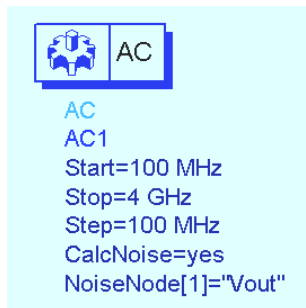 AC
AC
AC1
Start=100 MHz
Stop=4 GHz
Step=100 MHz
CalcNoise=yes
NoiseNode[1]="Vout"